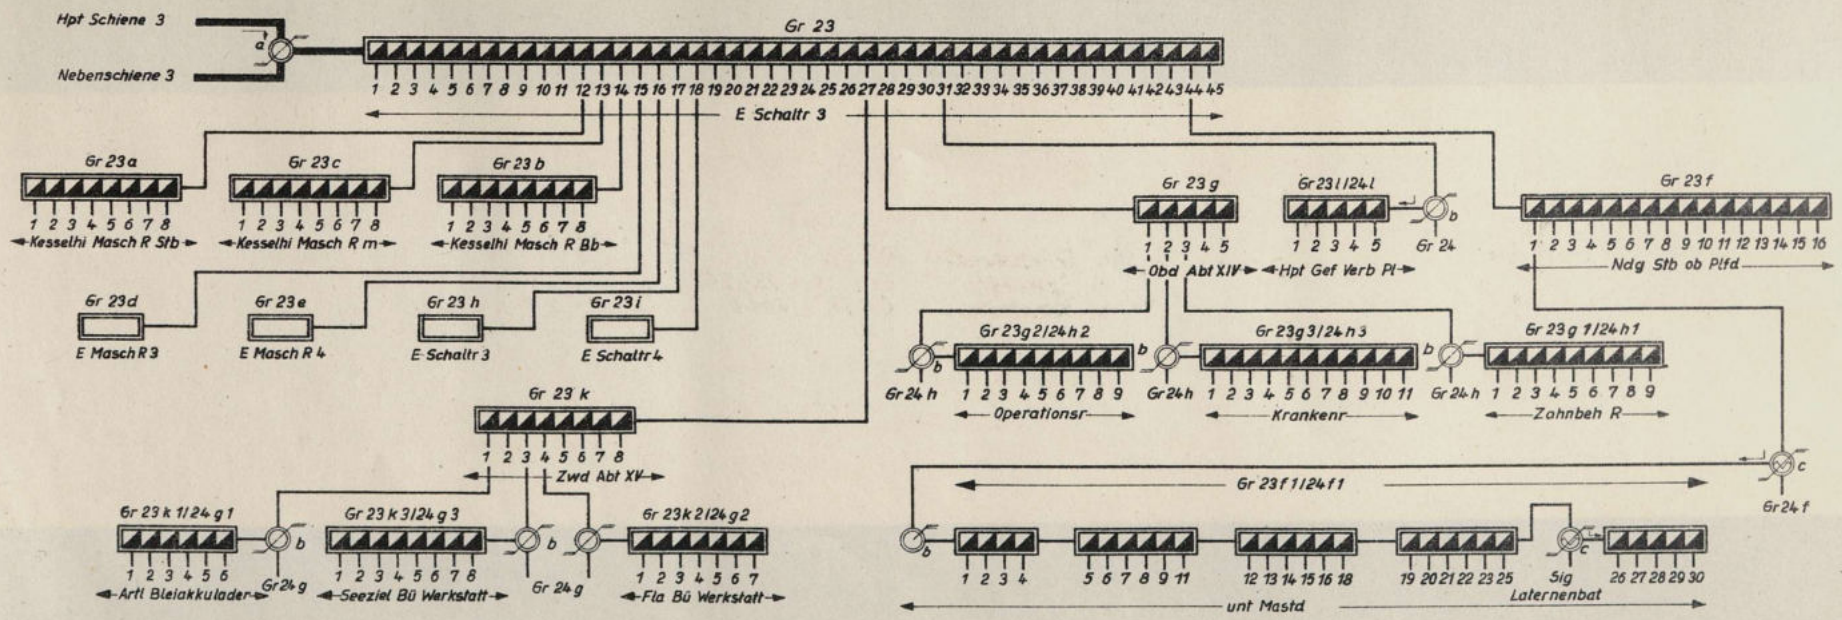 Hpt Schiene 3
a
Nebenschiene 3
Gr 23
1 2 3 4 5 6 7 8 9 10 11 12 13 14 15 16 17 18 19 20 21 22 23 24 25 26 27 28 29 30 31 32 33 34 35 36 37 38 39 40 41 42 43 44 45
E Schaltr 3
Gr 23a
1 2 3 4 5 6 7 8
Kesselhi Masch R Stb
Gr 23c
1 2 3 4 5 6 7 8
Kesselhi Masch R m
Gr 23b
1 2 3 4 5 6 7 8
Kesselhi Masch R Bb
Gr 23g
1 2 3 4 5
Obd Abt XIV
Gr 23l/24l
1 2 3 4 5
Hpt Gef Verb Pl
b
Gr 24
Gr 23f
1 2 3 4 5 6 7 8 9 10 11 12 13 14 15 16
Ndg Stb ob Plfd
Gr 23d
E Masch R 3
Gr 23e
E Masch R 4
Gr 23h
E Schaltr 3
Gr 23i
E Schaltr 4
b
Gr 24h
Gr 23g2/24h2
1 2 3 4 5 6 7 8 9
Operationsr
b
Gr 24h
Gr 23g3/24h3
1 2 3 4 5 6 7 8 9 10 11
Krankenr
b
Gr 24h
Gr 23g1/24h1
1 2 3 4 5 6 7 8 9
Zahnbeh R
Gr 23k
1 2 3 4 5 6 7 8
Zwd Abt XV
c
Gr 24f
Gr 23f1/24f1
Gr 23k1/24g1
1 2 3 4 5 6
Artl Bleiakkulader
b
Gr 24g
Gr 23k3/24g3
1 2 3 4 5 6 7 8
Seeziel Bü Werkstatt
b
Gr 24g
Gr 23k2/24g2
1 2 3 4 5 6 7
Fla Bü Werkstatt
b
1 2 3 4
5 6 7 8 9 11
12 13 14 15 16 18
19 20 21 22 23 25
c
Sig
Laternenbat
26 27 28 29 30
unt Mastd